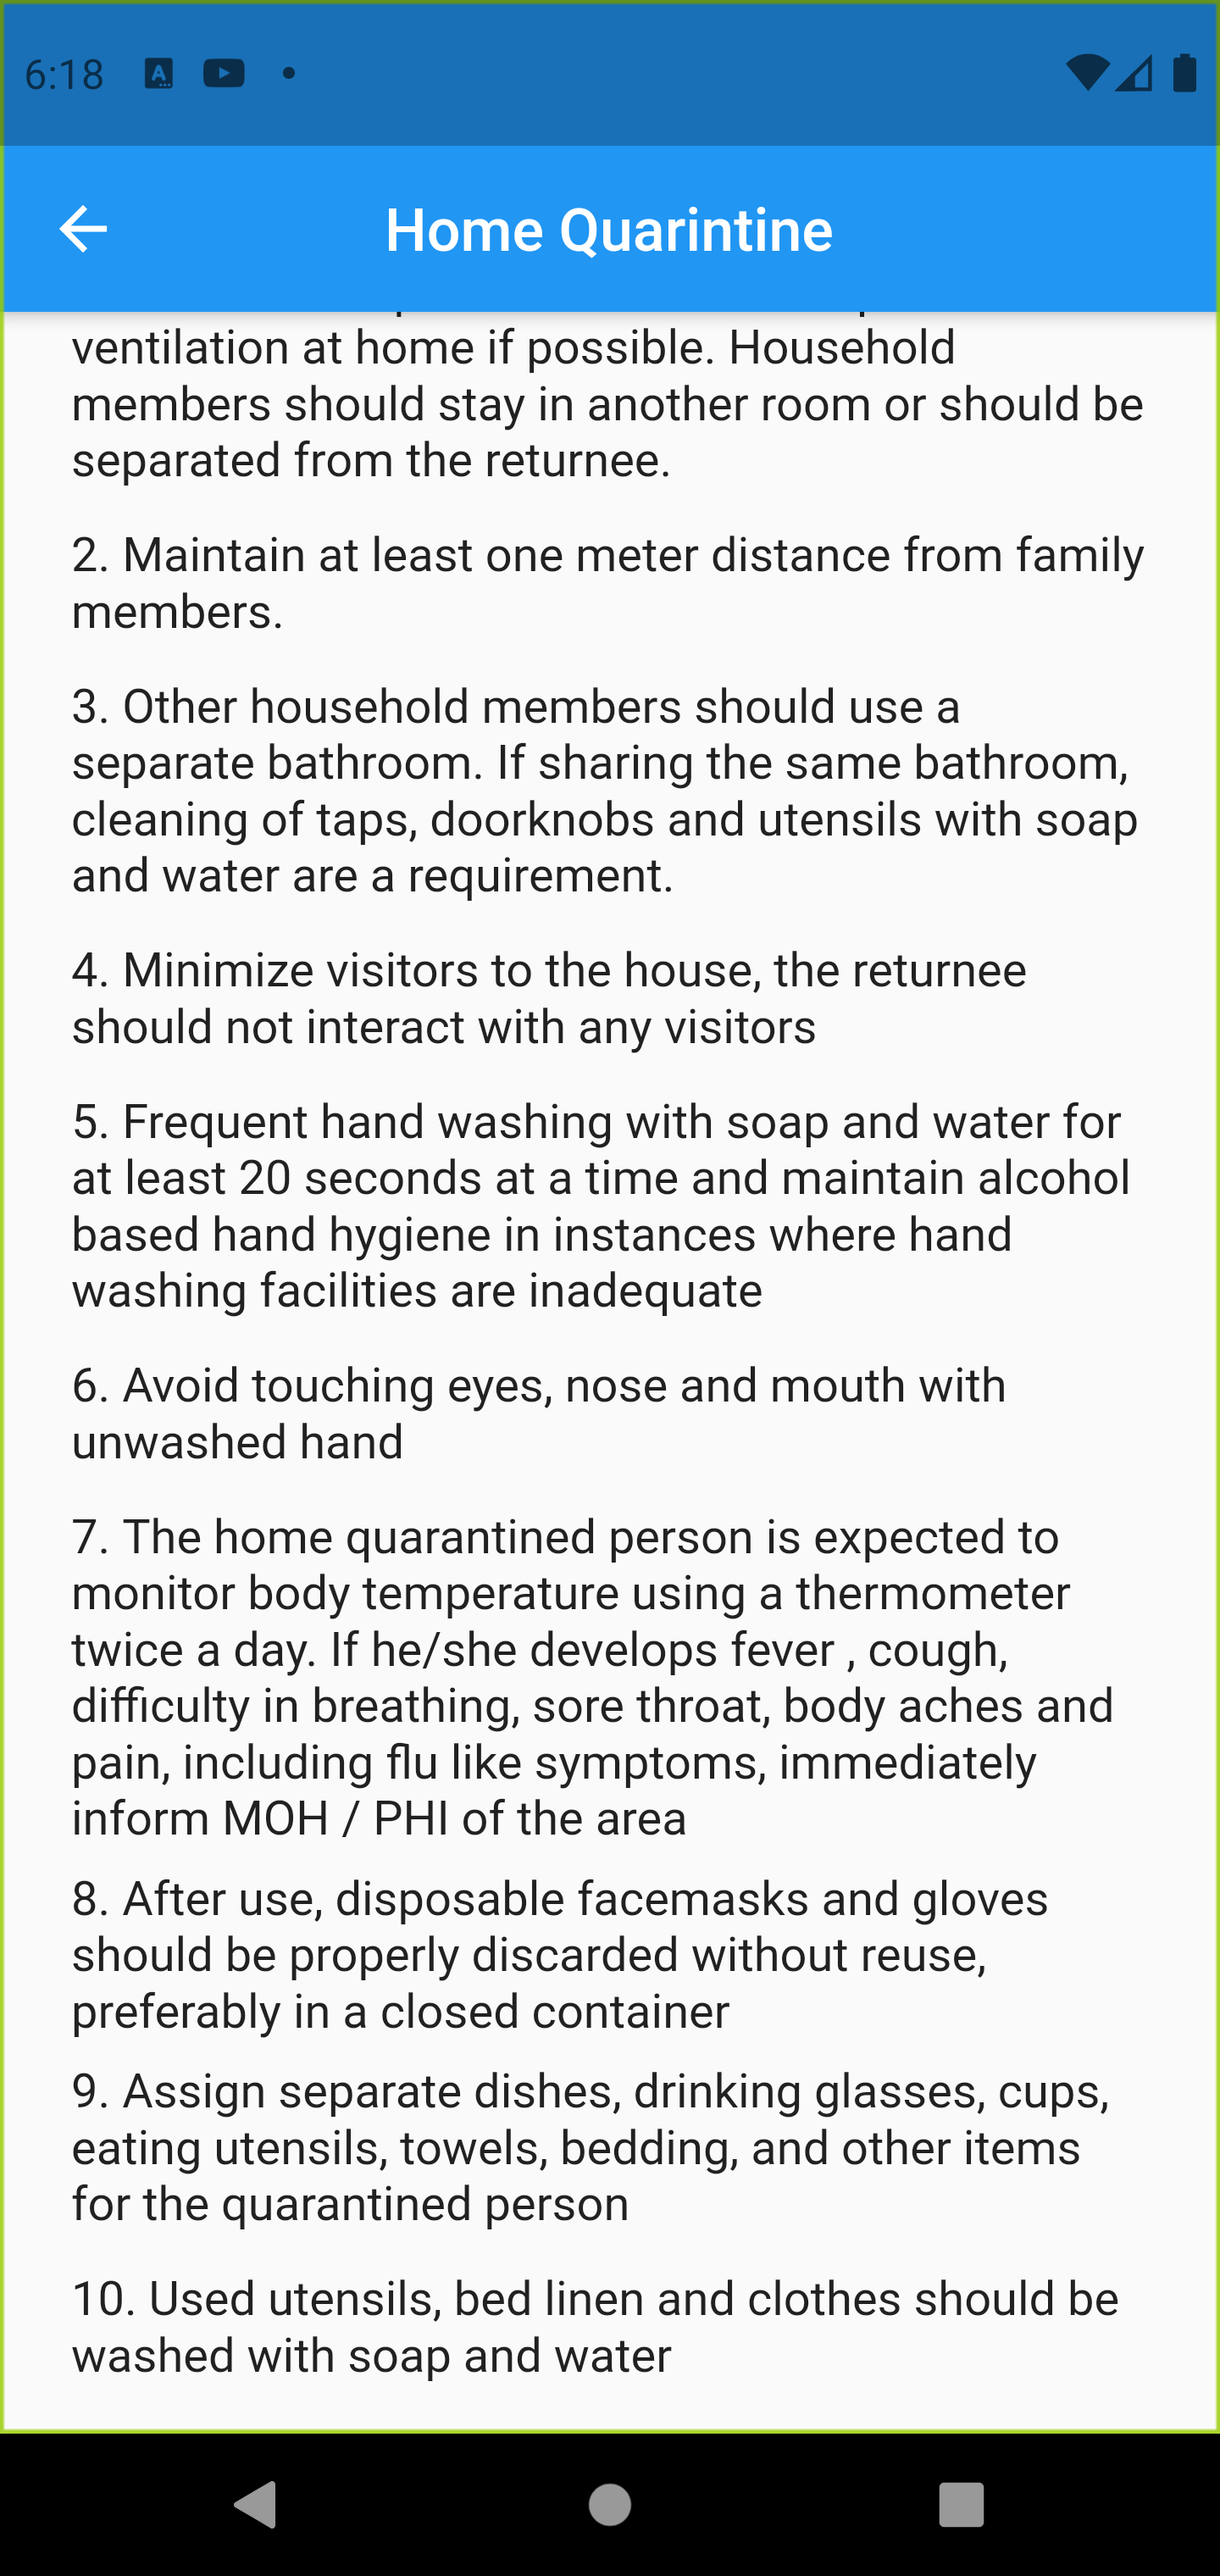 6:18
Home Quarintine
ventilation at home if possible. Household
members should stay in another room or should be
separated from the returnee.
2. Maintain at least one meter distance from family
members.
3. Other household members should use a
separate bathroom. If sharing the same bathroom,
cleaning of taps, doorknobs and utensils with soap
and water are a requirement.
4. Minimize visitors to the house, the returnee
should not interact with any visitors
5. Frequent hand washing with soap and water for
at least 20 seconds at a time and maintain alcohol
based hand hygiene in instances where hand
washing facilities are inadequate
6. Avoid touching eyes, nose and mouth with
unwashed hand
7. The home quarantined person is expected to
monitor body temperature using a thermometer
twice a day. If he/she develops fever , cough,
difficulty in breathing, sore throat, body aches and
pain, including flu like symptoms, immediately
inform MOH / PHI of the area
8. After use, disposable facemasks and gloves
should be properly discarded without reuse,
preferably in a closed container
9. Assign separate dishes, drinking glasses, cups,
eating utensils, towels, bedding, and other items
for the quarantined person
10. Used utensils, bed linen and clothes should be
washed with soap and water